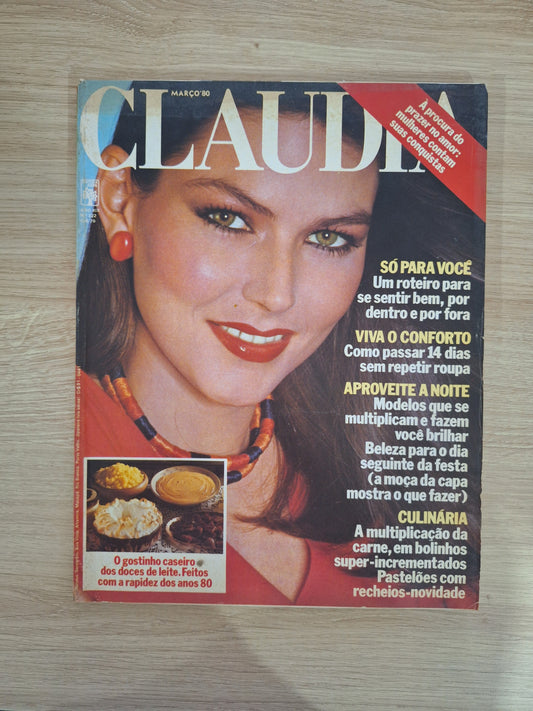 MARÇO'80
CLAUDIA
À procura do
prazer no amor:
mulheres contam
suas conquistas
SÓ PARA VOCÊ
Um roteiro para
se sentir bem, por
dentro e por fora
VIVA O CONFORTO
Como passar 14 dias
sem repetir roupa
APROVEITE A NOITE
Modelos que se
multiplicam e fazem
você brilhar
Beleza para o dia
seguinte da festa
(a moça da capa
mostra o que fazer)
CULINÁRIA
A multiplicação da
carne, em bolinhos
super-incrementados
Pastelões com
recheios-novidade
O gostinho caseiro
dos doces de leite. Feitos
com a rapidez dos anos 80